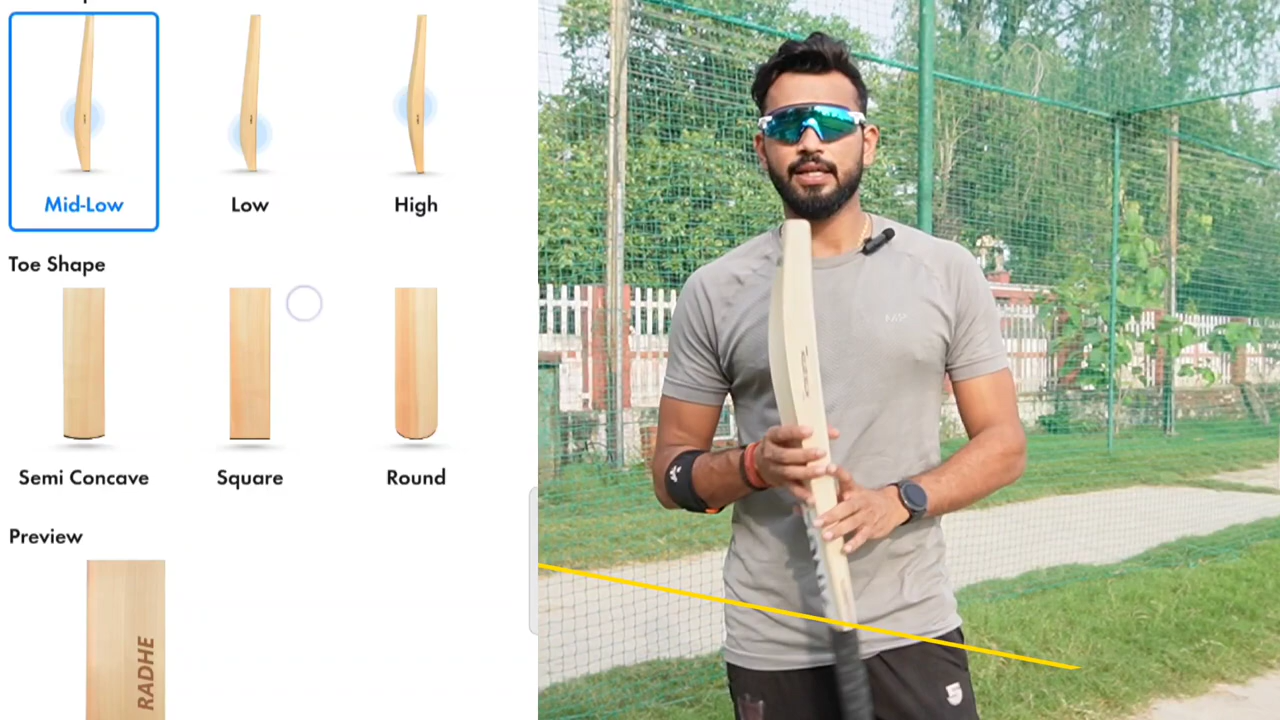 Mid-Low
Low
High
Toe Shape
Semi Concave
Square
Round
Preview
RADHE